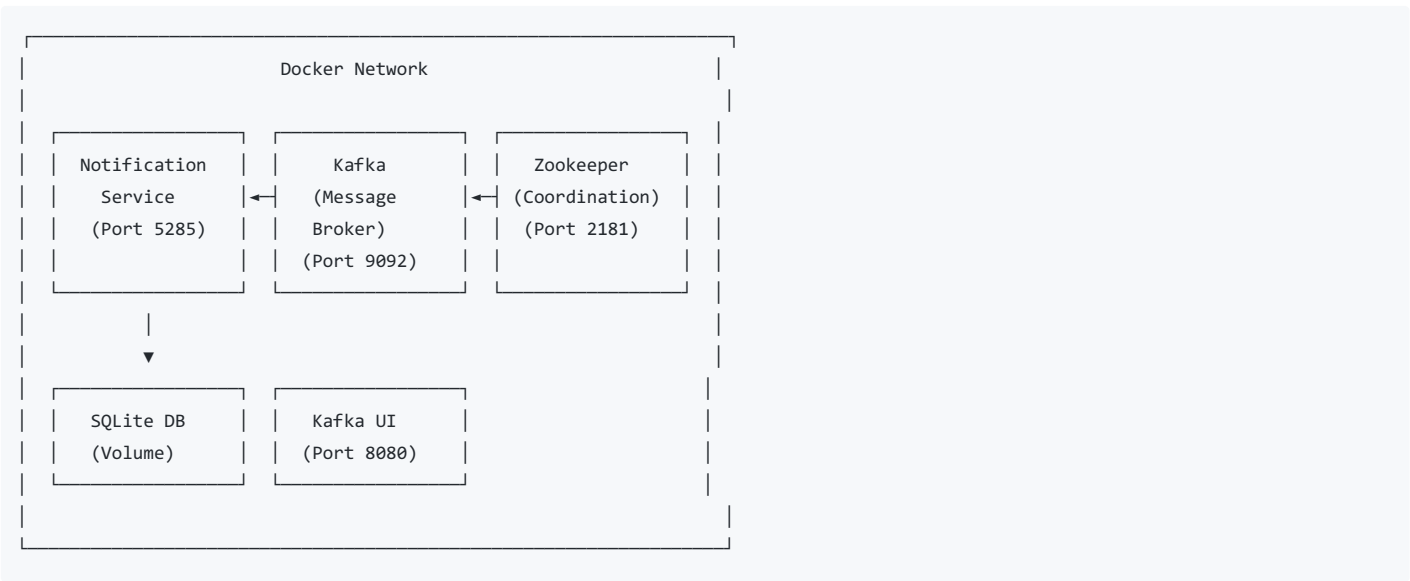 Docker Network
Notification Kafka Zookeeper
Service (Message (Coordination)
(Port 5285) Broker) (Port 2181)
(Port 9092)
SQLite DB Kafka UI
(Volume) (Port 8080)